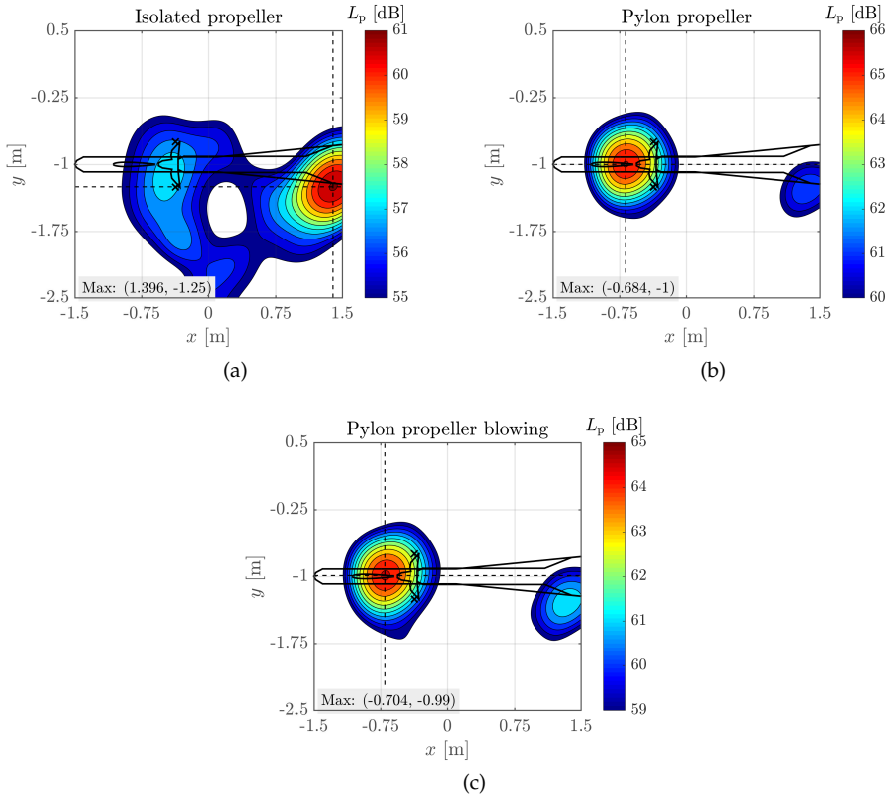 Isolated propeller
Lp [dB]
0.5
-0.25
-1
-1.75
-2.5
y [m]
Max: (1.396, -1.25)
-1.5 -0.75 0 0.75 1.5
x [m]
61
60
59
58
57
56
55
(a)
Pylon propeller
Lp [dB]
0.5
-0.25
-1
-1.75
-2.5
y [m]
Max: (-0.684, -1)
-1.5 -0.75 0 0.75 1.5
x [m]
66
65
64
63
62
61
60
(b)
Pylon propeller blowing
Lp [dB]
0.5
-0.25
-1
-1.75
-2.5
y [m]
Max: (-0.704, -0.99)
-1.5 -0.75 0 0.75 1.5
x [m]
65
64
63
62
61
60
59
(c)